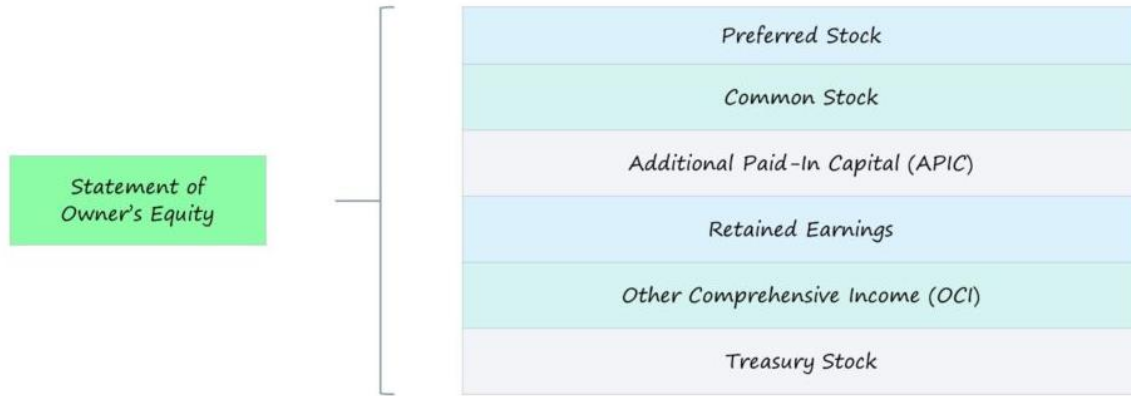 Statement of
Owner's Equity
Preferred Stock
Common Stock
Additional Paid-In Capital (APIC)
Retained Earnings
Other Comprehensive Income (OCI)
Treasury Stock